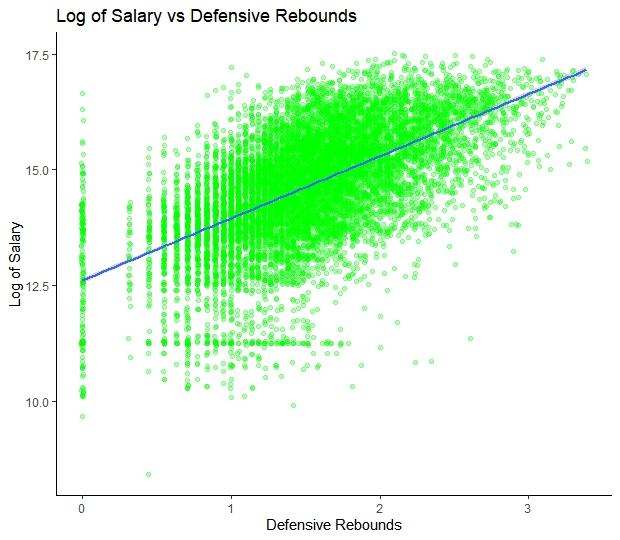 Log of Salary vs Defensive Rebounds
17.5
15.0
12.5
10.0
Log of Salary
0 1 2 3
Defensive Rebounds